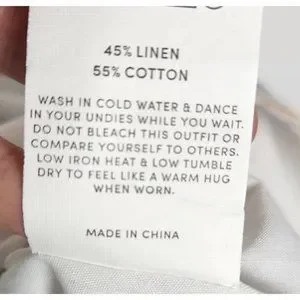 45% LINEN
55% COTTON
WASH IN COLD WATER & DANCE
IN YOUR UNDIES WHILE YOU WAIT.
DO NOT BLEACH THIS OUTFIT OR
COMPARE YOURSELF TO OTHERS.
LOW IRON HEAT & LOW TUMBLE
DRY TO FEEL LIKE A WARM HUG
WHEN WORN.
MADE IN CHINA